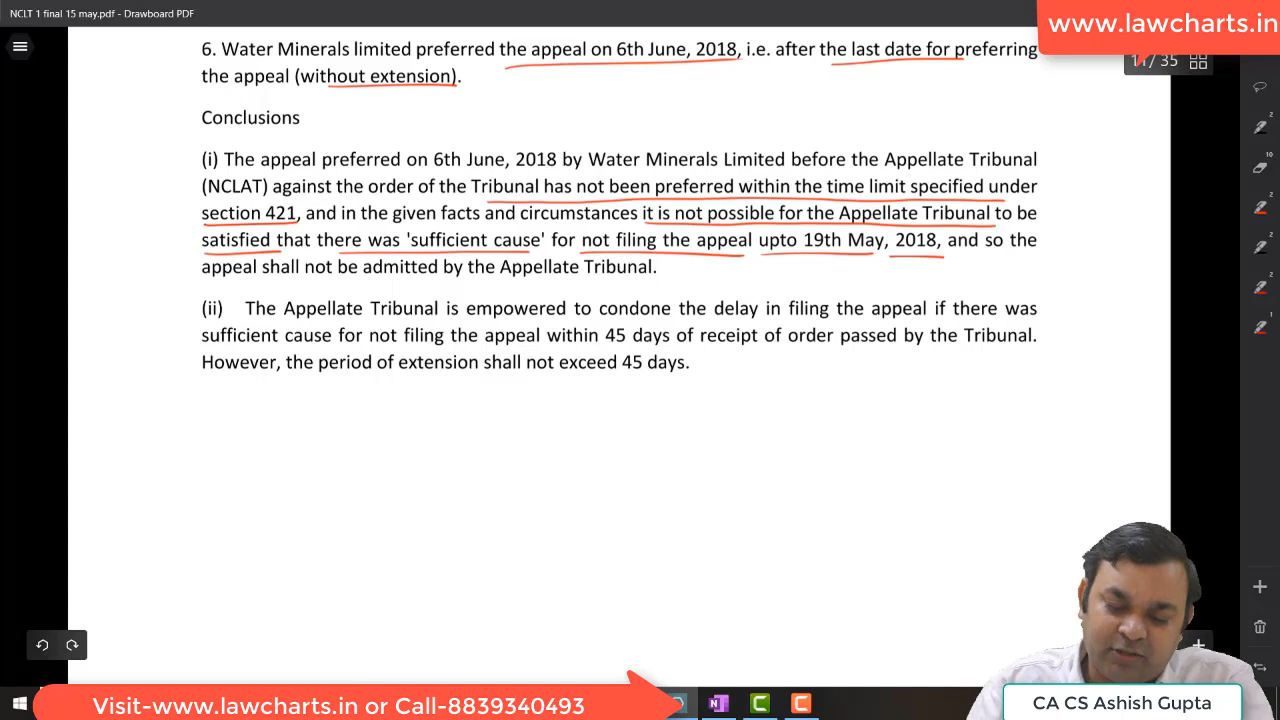 NCLT 1 final 15 may.pdf - Drawboard PDF
www.lawcharts.in
/ 35
6. Water Minerals limited preferred the appeal on 6th June, 2018, i.e. after the last date for preferring
the appeal (without extension).
Conclusions
(i) The appeal preferred on 6th June, 2018 by Water Minerals Limited before the Appellate Tribunal
(NCLAT) against the order of the Tribunal has not been preferred within the time limit specified under
section 421, and in the given facts and circumstances it is not possible for the Appellate Tribunal to be
satisfied that there was 'sufficient cause' for not filing the appeal upto 19th May, 2018, and so the
appeal shall not be admitted by the Appellate Tribunal.
(ii) The Appellate Tribunal is empowered to condone the delay in filing the appeal if there was
sufficient cause for not filing the appeal within 45 days of receipt of order passed by the Tribunal.
However, the period of extension shall not exceed 45 days.
2
10
2
2
2
1
Visit-www.lawcharts.in or Call-8839340493
CA CS Ashish Gupta